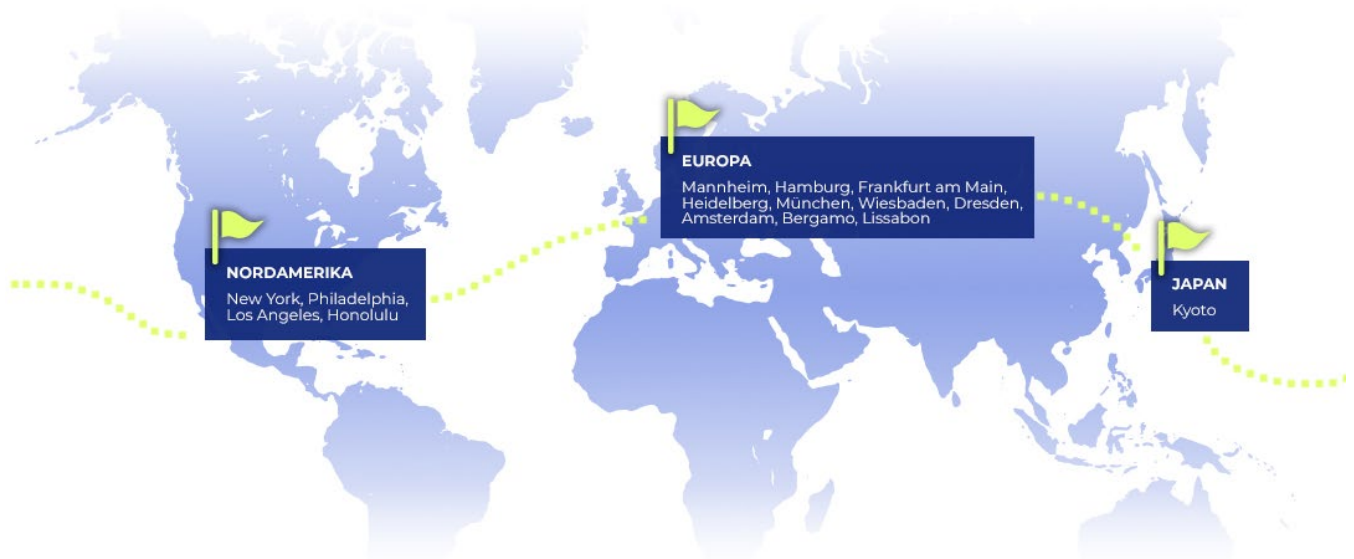 NORDAMERIKA
New York, Philadelphia,
Los Angeles, Honolulu
EUROPA
Mannheim, Hamburg, Frankfurt am Main,
Heidelberg, München, Wiesbaden, Dresden,
Amsterdam, Bergamo, Lissabon
JAPAN
Kyoto